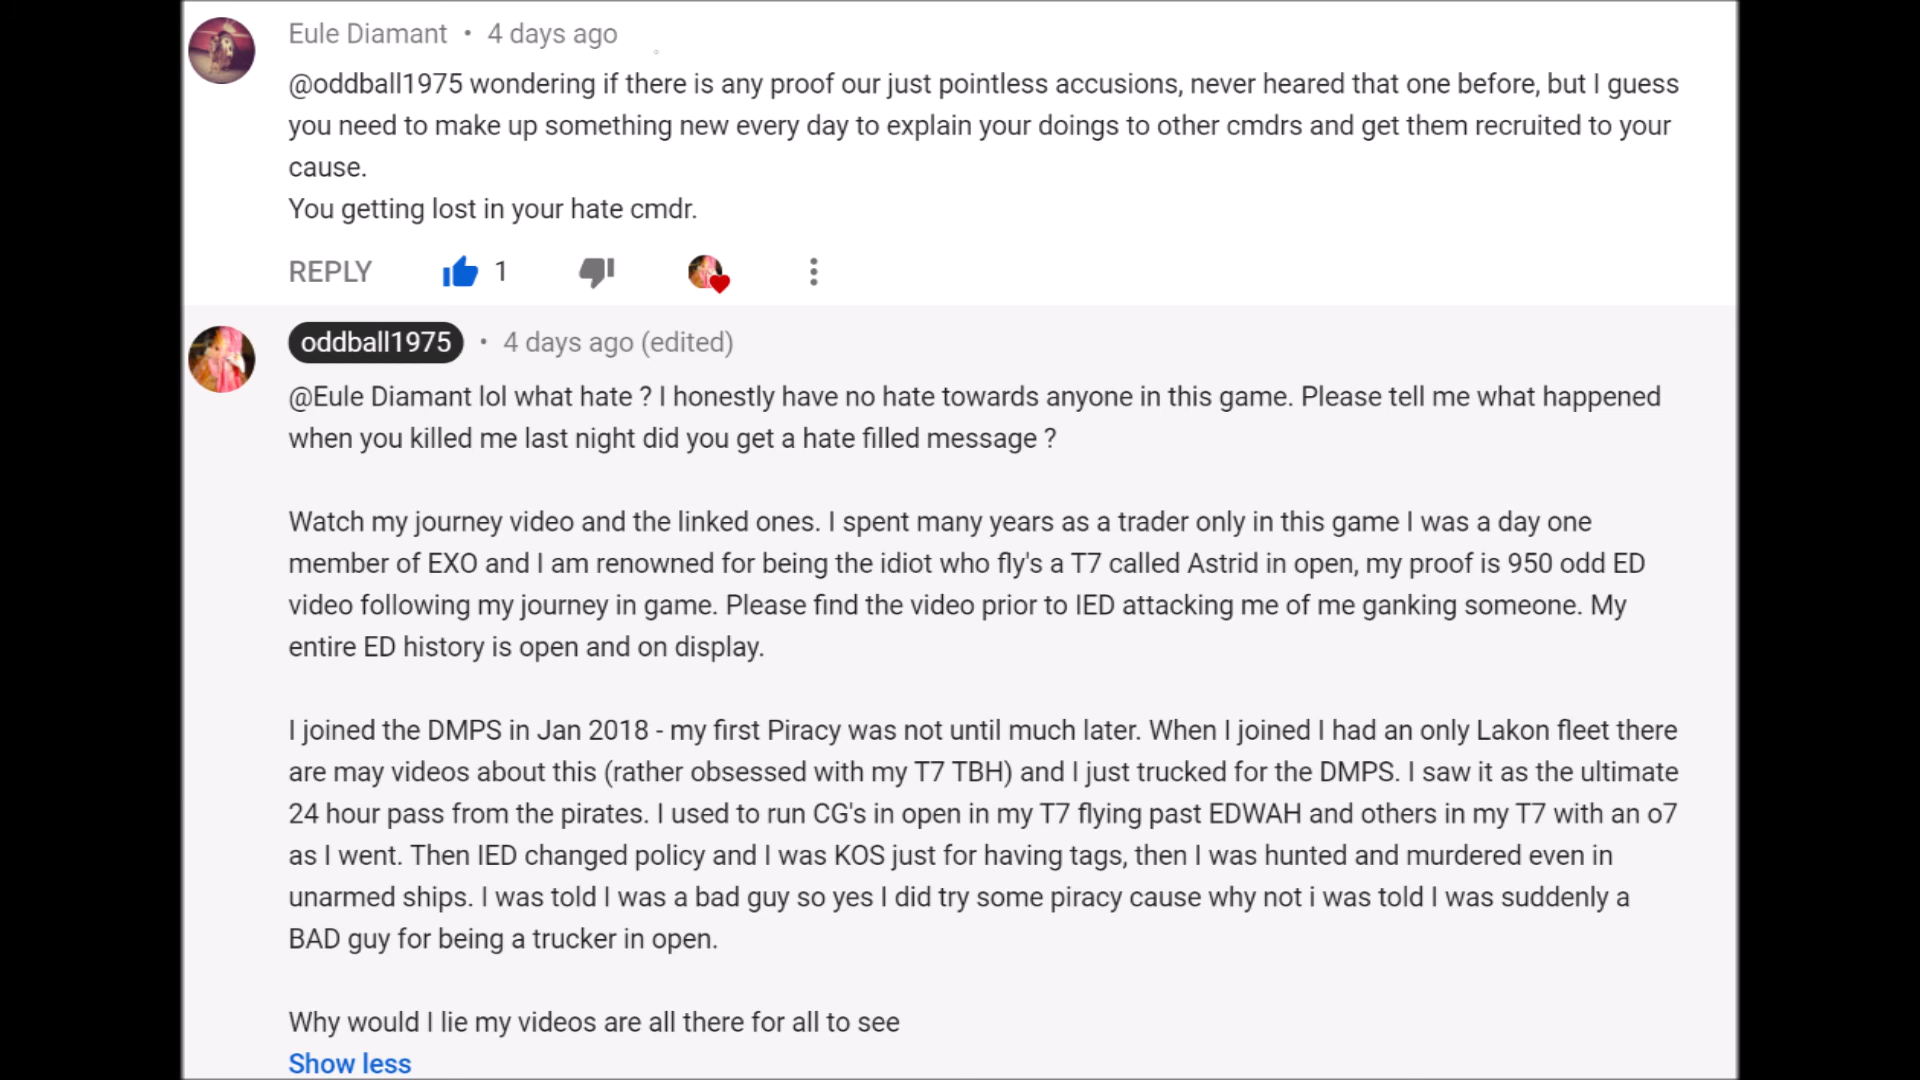 Eule Diamant • 4 days ago
@oddball1975 wondering if there is any proof our just pointless accusions, never heared that one before, but I guess
you need to make up something new every day to explain your doings to other cmdrs and get them recruited to your
cause.
You getting lost in your hate cmdr.
REPLY 1
oddball1975 • 4 days ago (edited)
@Eule Diamant lol what hate ? I honestly have no hate towards anyone in this game. Please tell me what happened
when you killed me last night did you get a hate filled message ?
Watch my journey video and the linked ones. I spent many years as a trader only in this game I was a day one
member of EXO and I am renowned for being the idiot who fly's a T7 called Astrid in open, my proof is 950 odd ED
video following my journey in game. Please find the video prior to IED attacking me of me ganking someone. My
entire ED history is open and on display.
I joined the DMPS in Jan 2018 - my first Piracy was not until much later. When I joined I had an only Lakon fleet there
are may videos about this (rather obsessed with my T7 TBH) and I just trucked for the DMPS. I saw it as the ultimate
24 hour pass from the pirates. I used to run CG's in open in my T7 flying past EDWAH and others in my T7 with an o7
as I went. Then IED changed policy and I was KOS just for having tags, then I was hunted and murdered even in
unarmed ships. I was told I was a bad guy so yes I did try some piracy cause why not i was told I was suddenly a
BAD guy for being a trucker in open.
Why would I lie my videos are all there for all to see
Show less